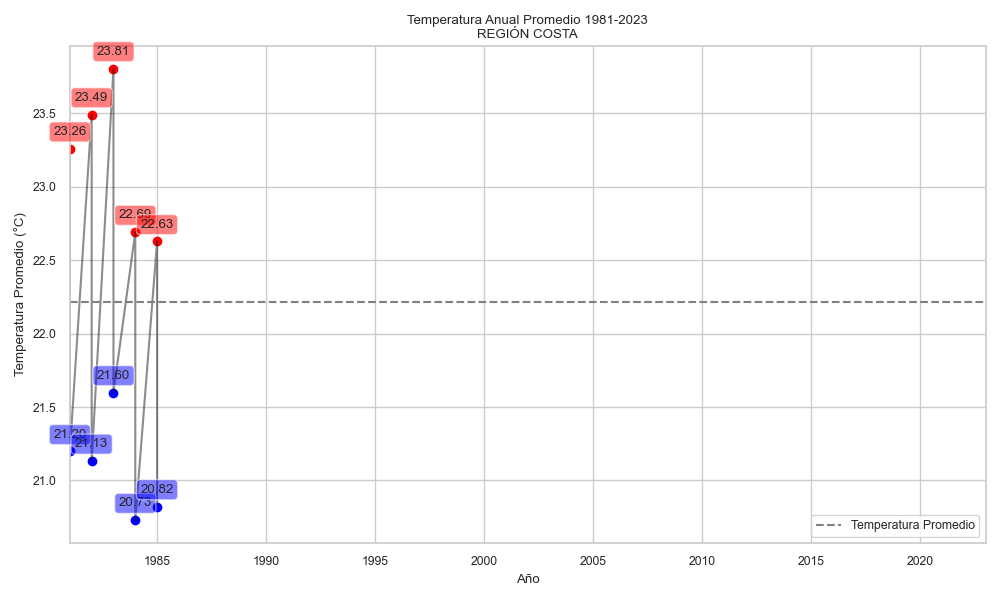 Temperatura Anual Promedio 1981-2023
REGIÓN COSTA
Temperatura Promedio (°C)
23.5
23.0
22.5
22.0
21.5
21.0
23.26
23.49
23.81
22.69
22.63
21.20
21.13
21.60
20.73
20.82
Temperatura Promedio
1985 1990 1995 2000 2005 2010 2015 2020
Año